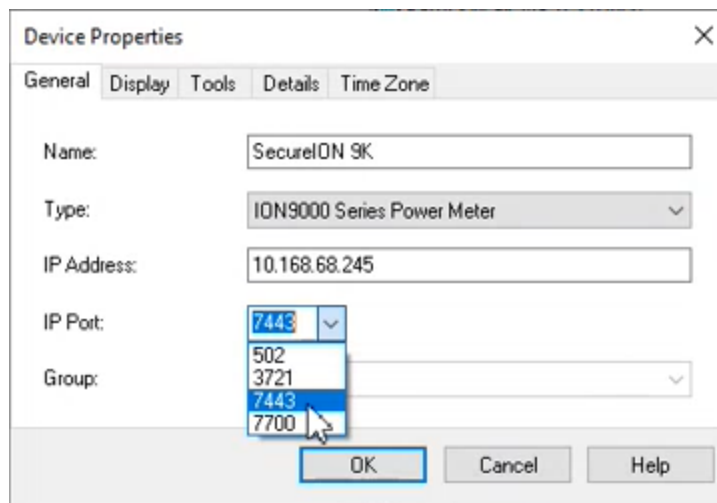 Device Properties
General Display Tools Details Time Zone
Name: SecureION 9K
Type: ION9000 Series Power Meter
IP Address: 10.168.68.245
IP Port: 7443
502
3721
7443
7700
Group:
OK Cancel Help